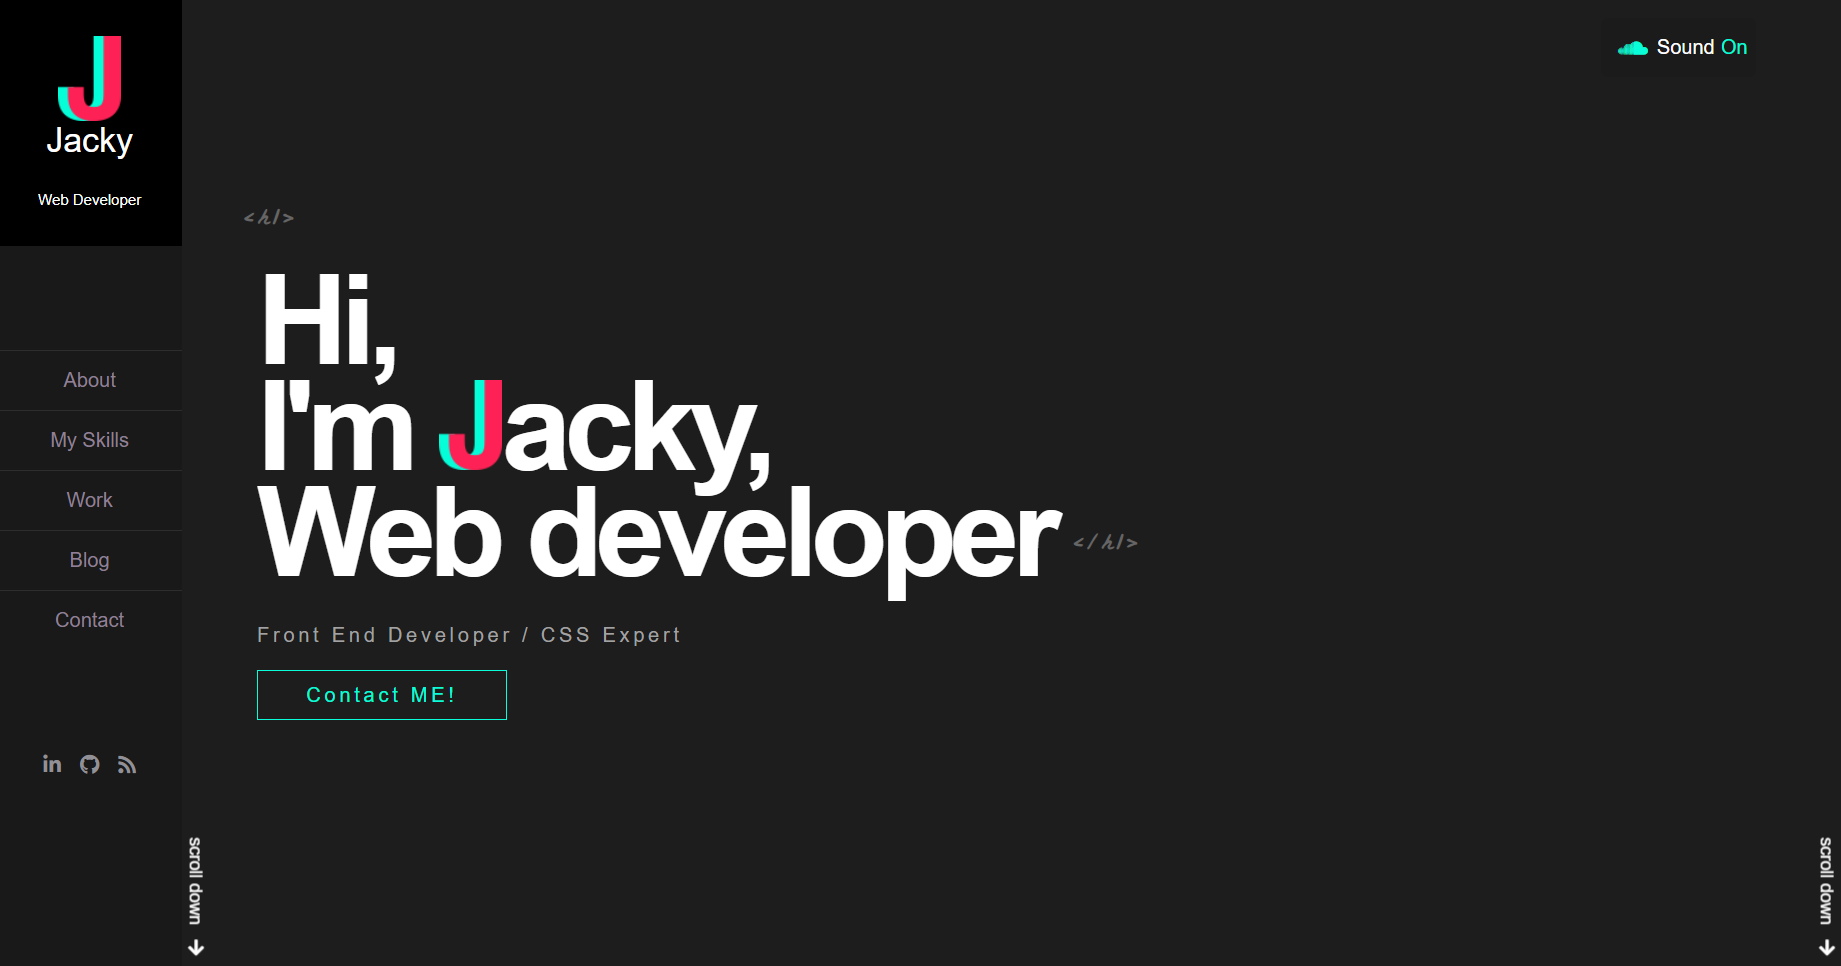 J
Jacky
Web Developer
About
My Skills
Work
Blog
Contact
in
scroll down
Sound On
<h1>
Hi,
I'm Jacky,
Web developer
</h1>
Front End Developer / CSS Expert
Contact ME!
scroll down